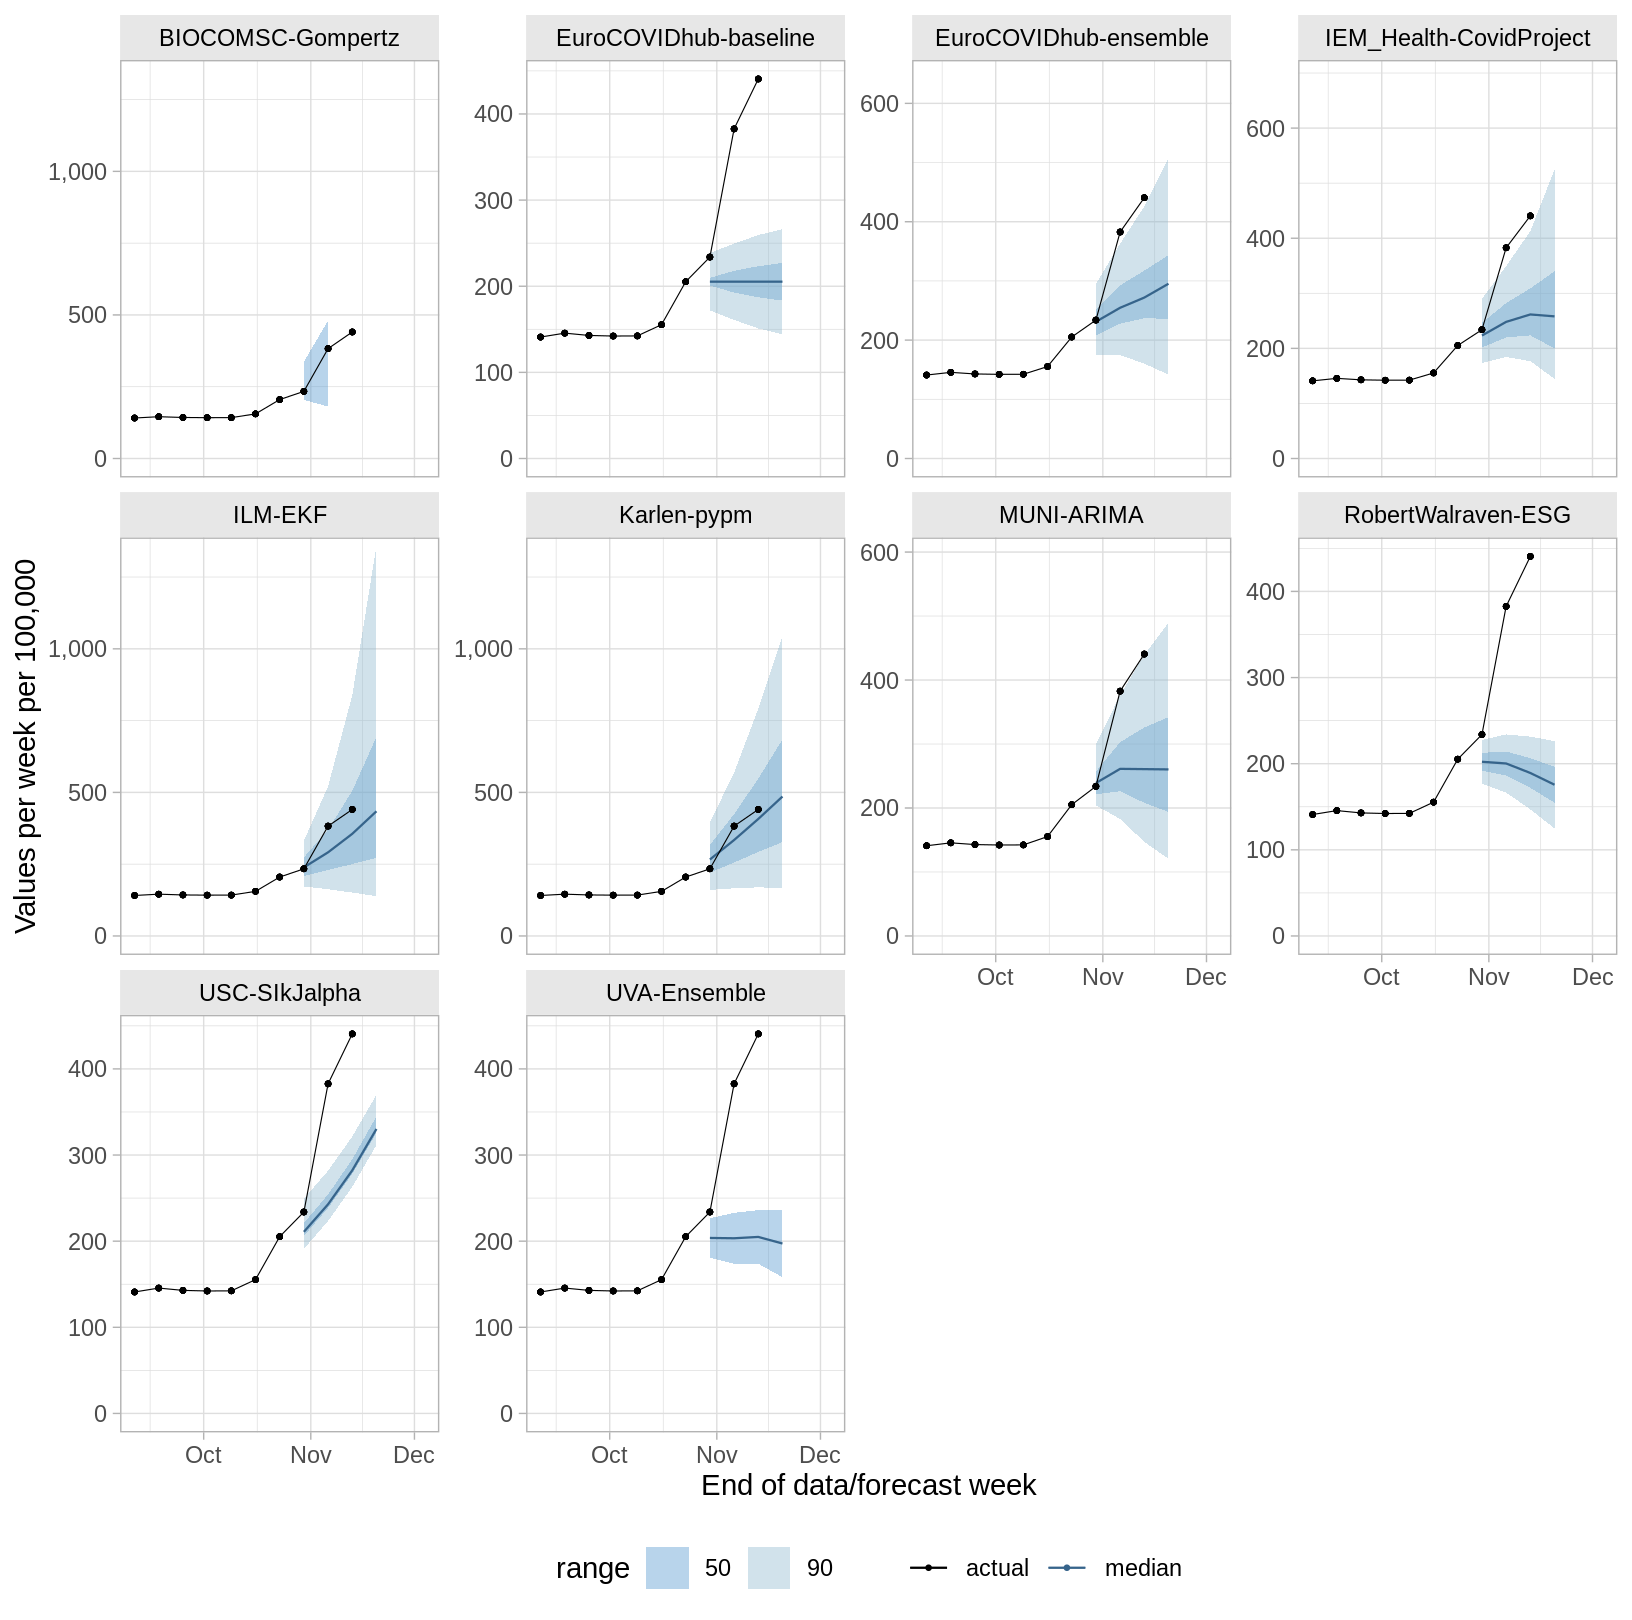 BIOCOMSC-Gompertz
EuroCOVIDhub-baseline
EuroCOVIDhub-ensemble
IEM_Health-CovidProject
1,000
500
0
400
300
200
100
0
600
400
200
0
600
400
200
0
ILM-EKF
Karlen-pypm
MUNI-ARIMA
RobertWalraven-ESG
Values per week per 100,000
1,000
500
0
1,000
500
0
600
400
200
0
400
300
200
100
0
Oct Nov Dec
Oct Nov Dec
USC-SIkJalpha
UVA-Ensemble
400
300
200
100
0
400
300
200
100
0
Oct Nov Dec
Oct Nov Dec
End of data/forecast week
range 50 90 actual median